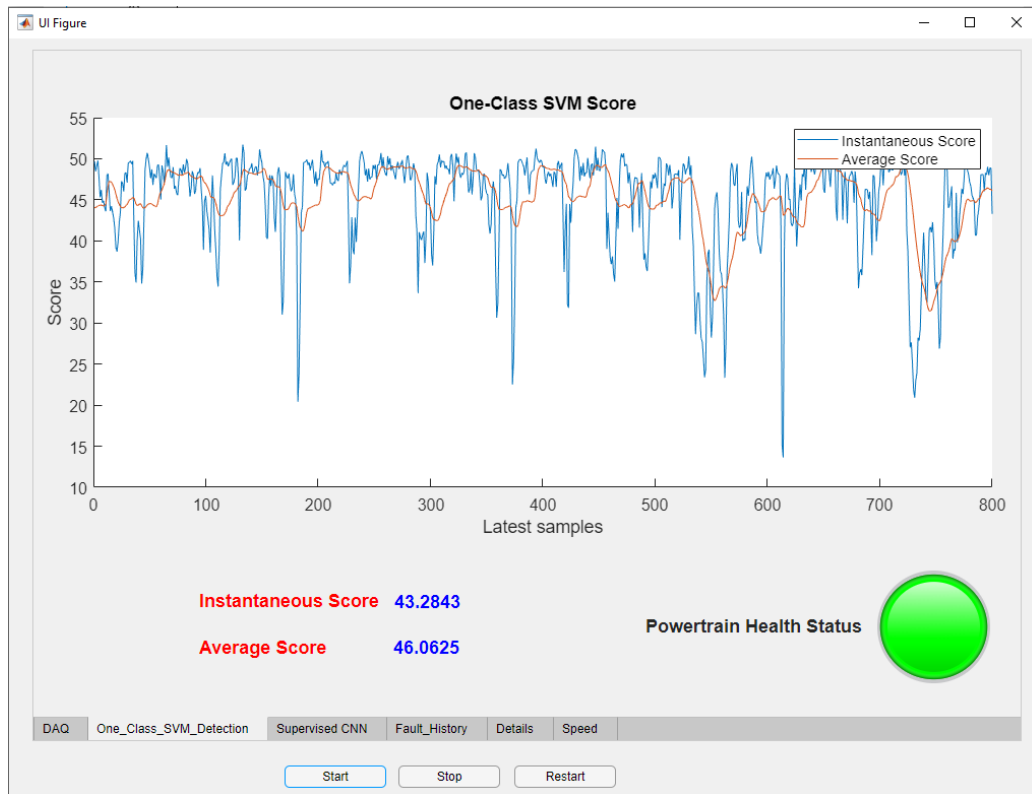 UI Figure
One-Class SVM Score
55
50
45
40
35
30
25
20
15
10
Score
Instantaneous Score
Average Score
0 100 200 300 400 500 600 700 800
Latest samples
Instantaneous Score 43.2843
Average Score 46.0625
Powertrain Health Status
DAQ One_Class_SVM_Detection Supervised CNN Fault_History Details Speed
Start Stop Restart